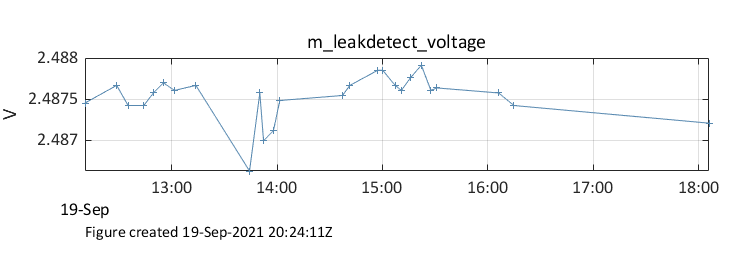 m_leakdetect_voltage
2.488
2.4875
2.487
V
13:00 14:00 15:00 16:00 17:00 18:00
19-Sep
Figure created 19-Sep-2021 20:24:11Z